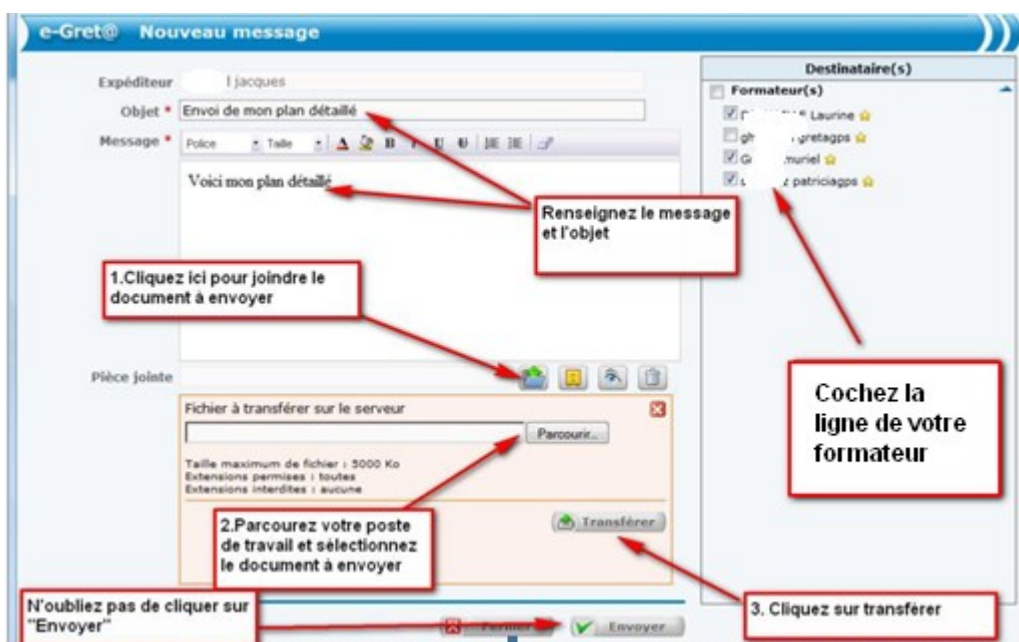 e-Gret@ Nouveau message
Expéditeur
l jacques
Objet *
Envoi de mon plan détaillé
Message *
Police Taille A B I U
Voici mon plan détaillé
Renseignez le message
et l'objet
1.Cliquez ici pour joindre le
document à envoyer
Pièce jointe
Fichier à transférer sur le serveur
Parcourir...
Taille maximum de fichier : 5000 Ko
Extensions permises : toutes
Extensions interdites : aucune
2.Parcourez votre poste
de travail et sélectionnez
le document à envoyer
Transférer
3. Cliquez sur transférer
N'oubliez pas de cliquer sur
"Envoyer"
Fermer
Envoyer
Destinataire(s)
Formateur(s)
Laurine
gretagps
muriel
patriciagps
Cochez la
ligne de votre
formateur